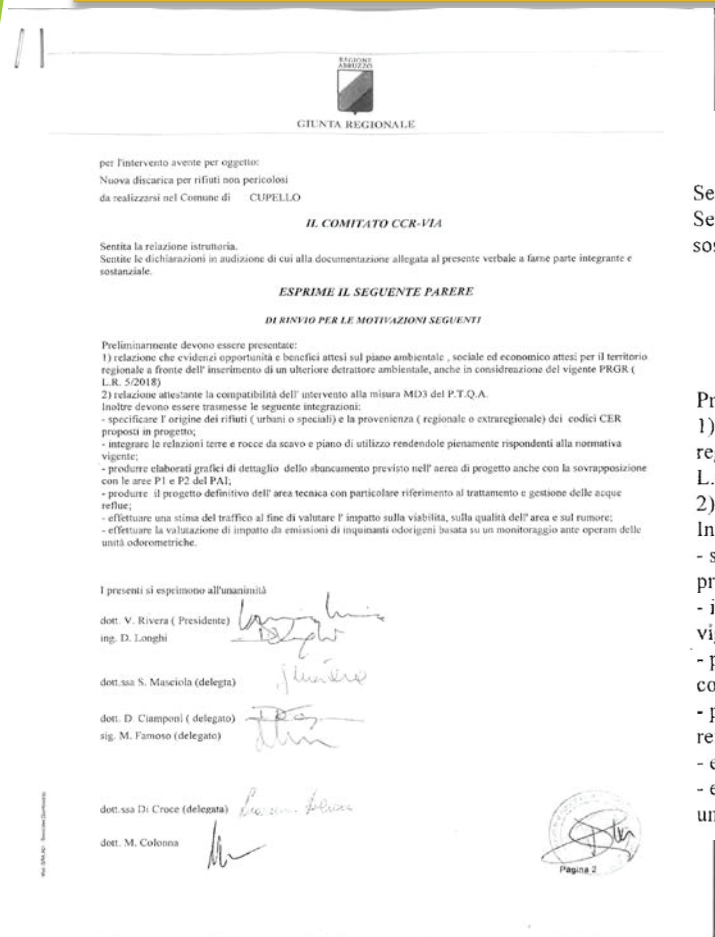 REGIONE
ABRUZZO
GIUNTA REGIONALE
per l'intervento avente per oggetto:
Nuova discarica per rifiuti non pericolosi
da realizzarsi nel Comune di CUPELLO
IL COMITATO CCR-VIA
Sentita la relazione istruttoria.
Sentite le dichiarazioni in audizione di cui alla documentazione allegata al presente verbale a farne parte integrante e
sostanziale.
ESPRIME IL SEGUENTE PARERE
DI RINVIO PER LE MOTIVAZIONI SEGUENTI
Preliminarmente devono essere presentate:
1) relazione che evidenzi opportunità e benefici attesi sul piano ambientale , sociale ed economico attesi per il territorio
regionale a fronte dell' inserimento di un ulteriore detrattore ambientale, anche in considreazione del vigente PRGR (
L.R. 5/2018)
2) relazione attestante la compatibilità dell' intervento alla misura MD3 del P.T.Q.A.
Inoltre devono essere trasmesse le seguente integrazioni:
- specificare l' origine dei rifiuti ( urbani o speciali) e la provenienza ( regionale o extraregionale) dei codici CER
proposti in progetto;
- integrare le relazioni terre e rocce da scavo e piano di utilizzo rendendole pienamente rispondenti alla normativa
vigente;
- produrre elaborati grafici di dettaglio dello sbancamento previsto nell' aerea di progetto anche con la sovrapposizione
con le aree P1 e P2 del PAI;
- produrre il progetto definitivo dell' area tecnica con particolare riferimento al trattamento e gestione delle acque
reflue;
- effettuare una stima del traffico al fine di valutare l' impatto sulla viabilità, sulla qualità dell' area e sul rumore;
- effettuare la valutazione di impatto da emissioni di inquinanti odorigeni basata su un monitoraggio ante operam delle
unità odorometriche.
I presenti si esprimono all'unanimità
dott. V. Rivera ( Presidente)
ing. D. Longhi
dott.ssa S. Masciola (delegta)
dott. D. Ciamponi ( delegato)
sig. M. Famoso (delegato)
dott.ssa Di Croce (delegata)
dott. M. Colonna
Pagina 2
Se
Se
sos
Pr
1)
re
L.
2)
In
- s
pr
- i
vi
- p
co
- p
re
- e
- e
un